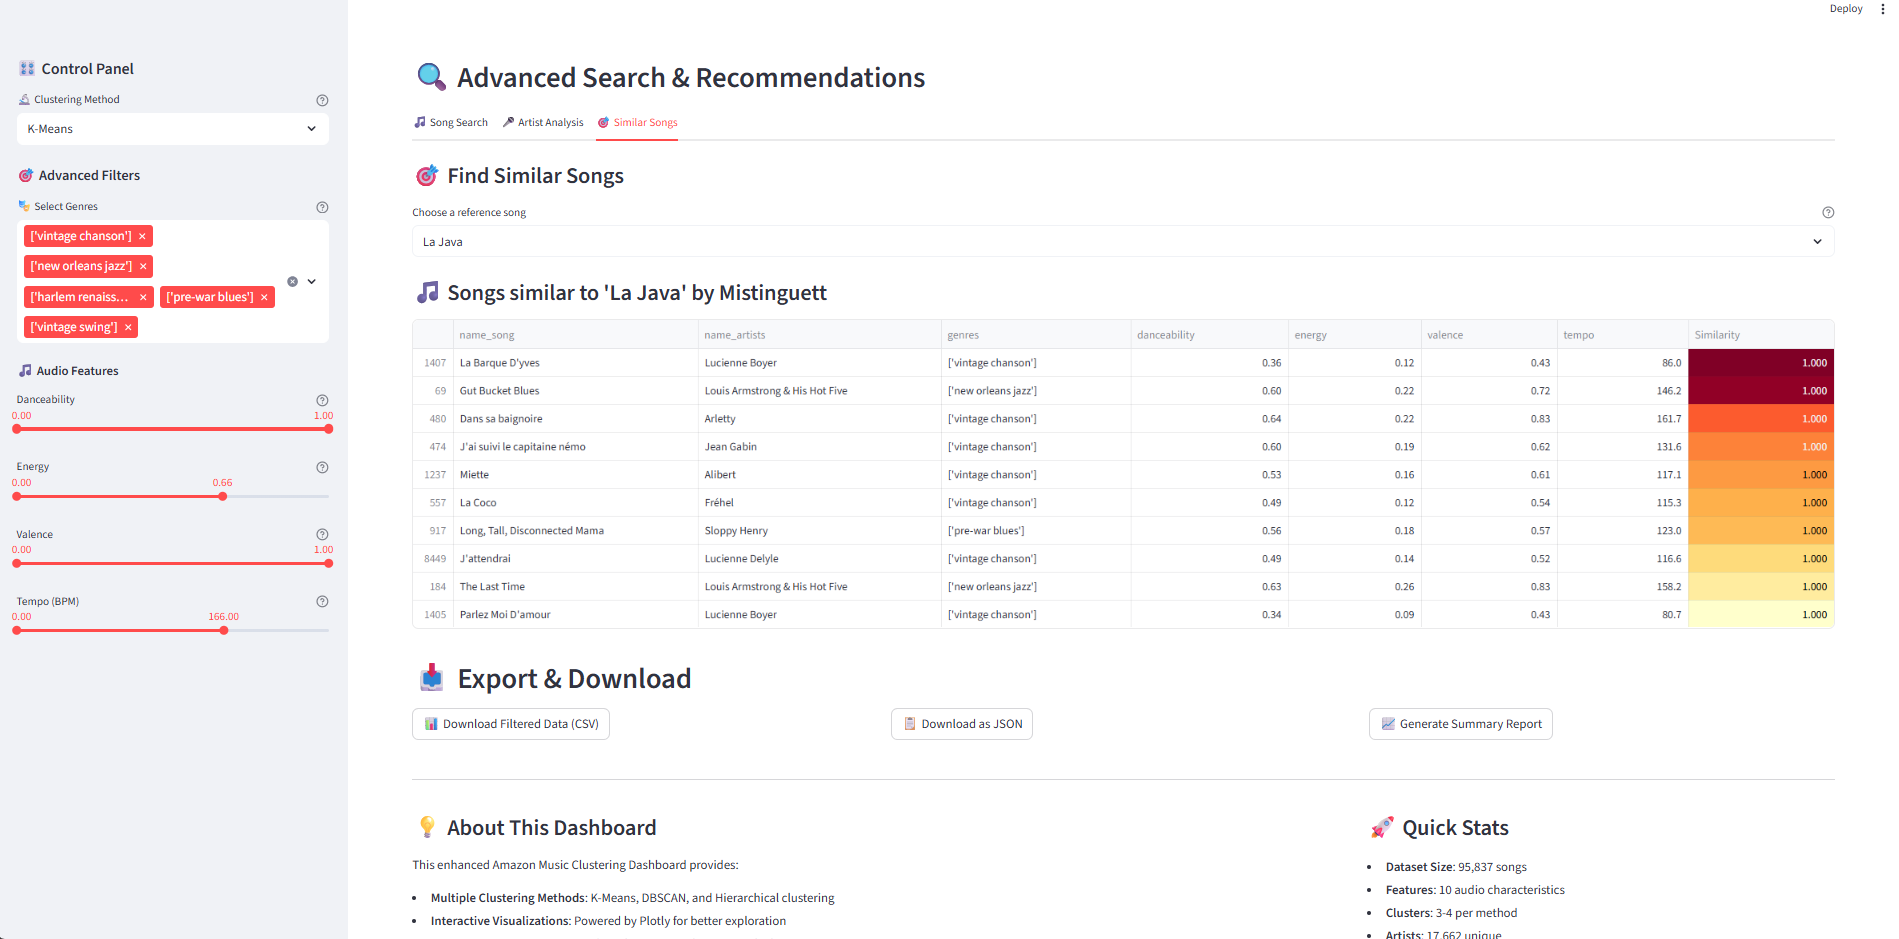 Deploy
Control Panel
Clustering Method
K-Means
Advanced Filters
Select Genres
['vintage chanson'] ×
['new orleans jazz'] ×
['harlem renaiss... × ['pre-war blues'] ×
['vintage swing'] ×
Audio Features
Danceability
0.00 1.00
Energy
0.00 0.66
Valence
0.00 1.00
Tempo (BPM)
0.00 166.00
Advanced Search & Recommendations
Song Search Artist Analysis Similar Songs
Find Similar Songs
Choose a reference song
La Java
Songs similar to 'La Java' by Mistinguett
name_song name_artists genres danceability energy valence tempo Similarity
1407 La Barque D'yves Lucienne Boyer ['vintage chanson'] 0.36 0.12 0.43 86.0 1.000
69 Gut Bucket Blues Louis Armstrong & His Hot Five ['new orleans jazz'] 0.60 0.22 0.72 146.2 1.000
480 Dans sa baignoire Arletty ['vintage chanson'] 0.64 0.22 0.83 161.7 1.000
474 J'ai suivi le capitaine némo Jean Gabin ['vintage chanson'] 0.60 0.19 0.62 131.6 1.000
1237 Miette Alibert ['vintage chanson'] 0.53 0.16 0.61 117.1 1.000
557 La Coco Fréhel ['vintage chanson'] 0.49 0.12 0.54 115.3 1.000
917 Long, Tall, Disconnected Mama Sloppy Henry ['pre-war blues'] 0.56 0.18 0.57 123.0 1.000
8449 J'attendrai Lucienne Delyle ['vintage chanson'] 0.49 0.14 0.52 116.6 1.000
184 The Last Time Louis Armstrong & His Hot Five ['new orleans jazz'] 0.63 0.26 0.83 158.2 1.000
1405 Parlez Moi D'amour Lucienne Boyer ['vintage chanson'] 0.34 0.09 0.43 80.7 1.000
Export & Download
Download Filtered Data (CSV) Download as JSON Generate Summary Report
About This Dashboard
This enhanced Amazon Music Clustering Dashboard provides:
• Multiple Clustering Methods: K-Means, DBSCAN, and Hierarchical clustering
• Interactive Visualizations: Powered by Plotly for better exploration
Quick Stats
• Dataset Size: 95,837 songs
• Features: 10 audio characteristics
• Clusters: 3-4 per method
• Artists: 17,662 unique